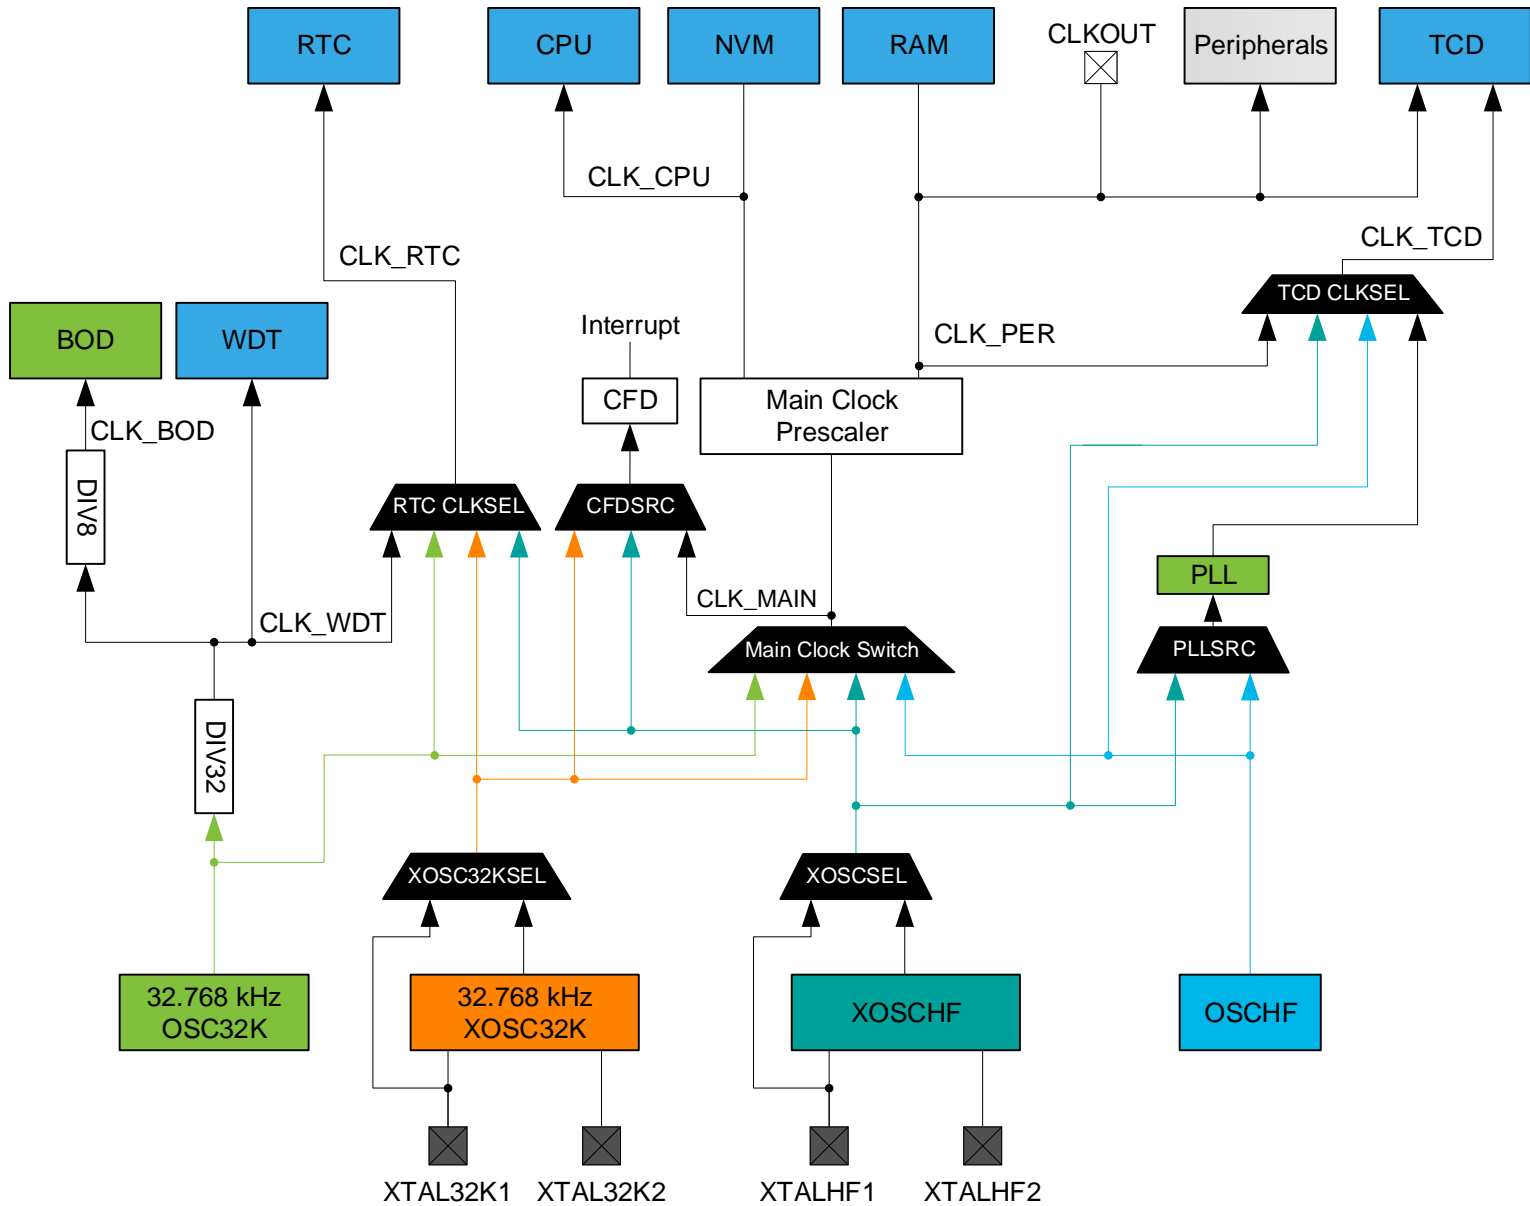 RTC
CPU
NVM
RAM
CLKOUT
Peripherals
TCD
CLK_CPU
CLK_RTC
CLK_TCD
TCD CLKSEL
BOD
WDT
Interrupt
CLK_PER
CFD
Main Clock
Prescaler
CLK_BOD
DIV8
RTC CLKSEL
CFDSRC
PLL
CLK_WDT
CLK_MAIN
Main Clock Switch
PLLSRC
DIV32
XOSC32KSEL
XOSCSEL
32.768 kHz
OSC32K
32.768 kHz
XOSC32K
XOSCHF
OSCHF
XTAL32K1
XTAL32K2
XTALHF1
XTALHF2